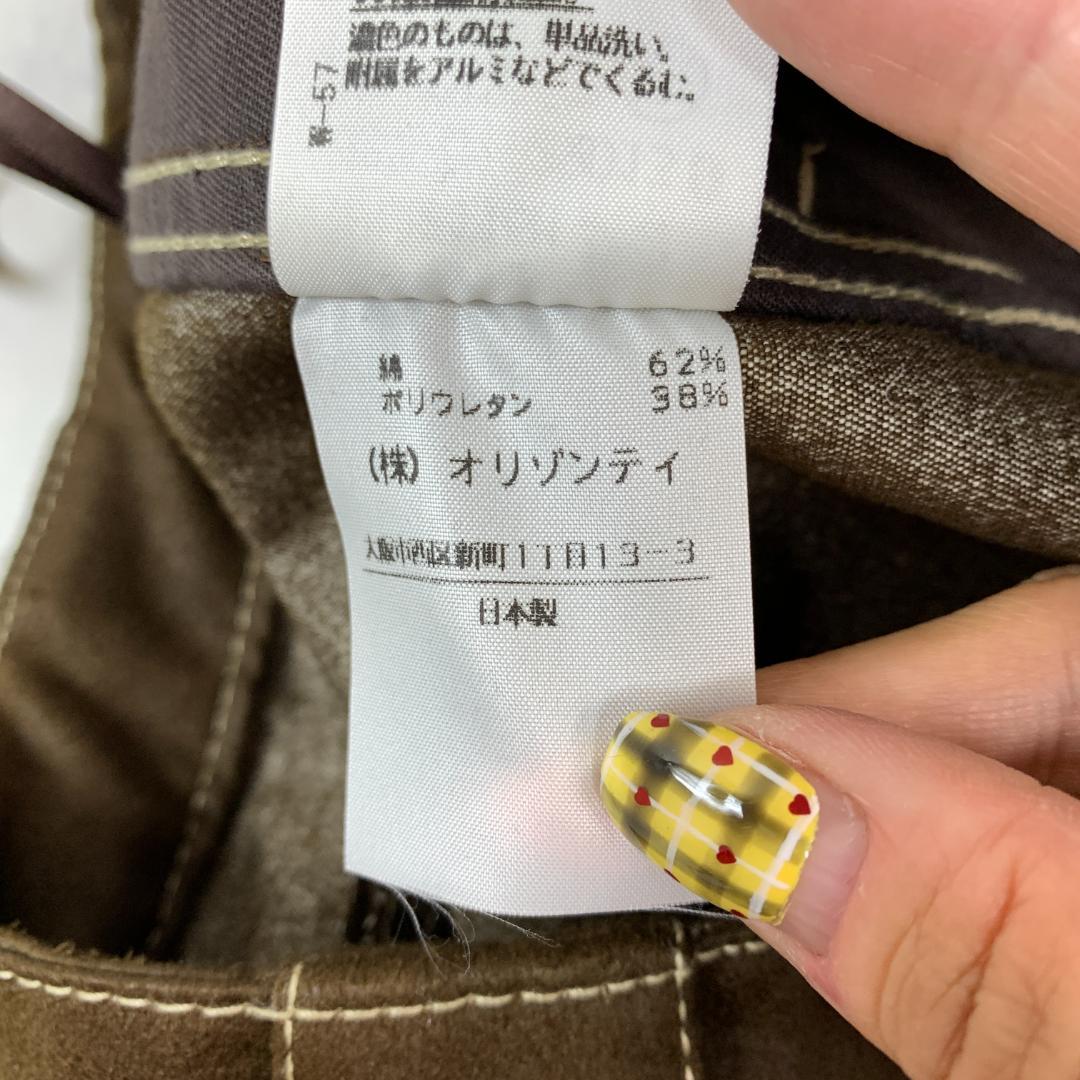 濃色のものは、単品洗い。
附属をアルミなどでくるむ。
綿 62%
ポリウレタン 38%
(株) オリゾンティ
大阪市西区新町1丁目13-3
日本製